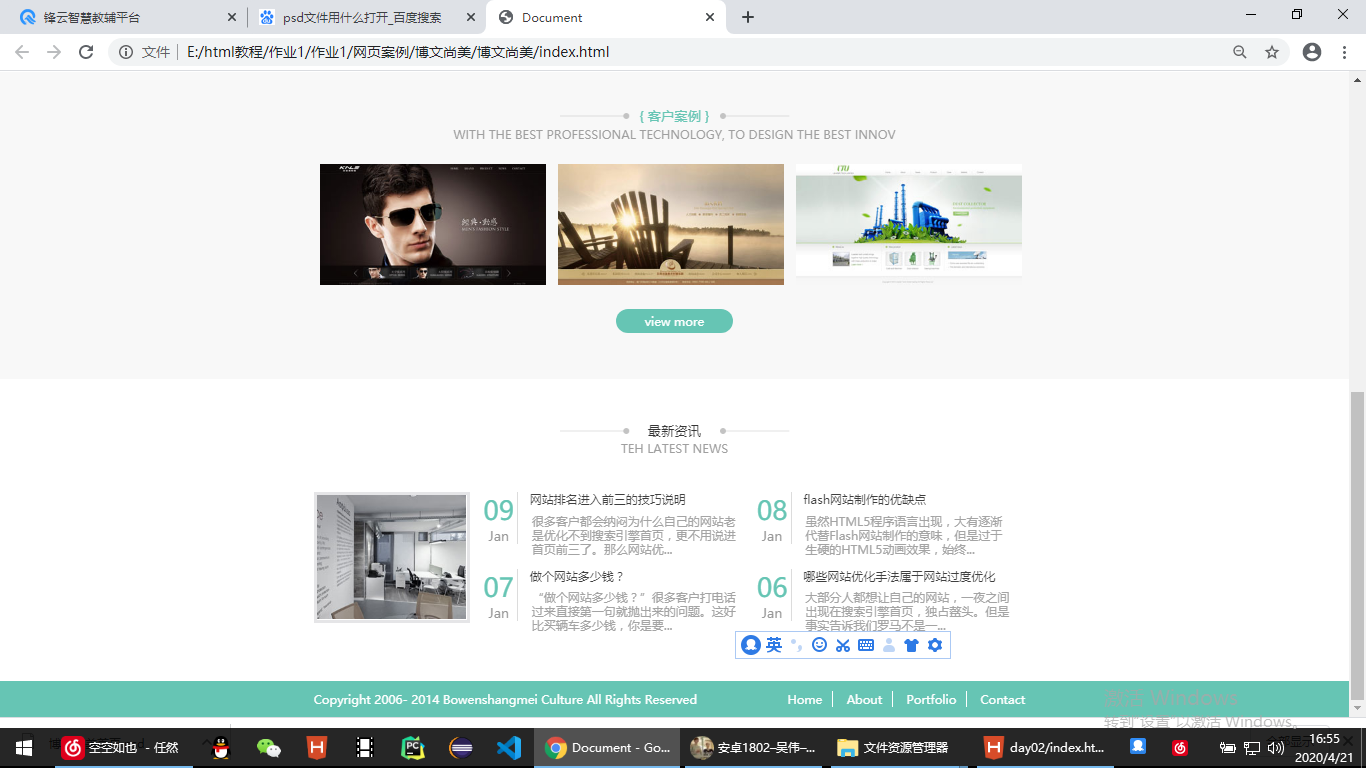 锋云智慧教辅平台
psd文件用什么打开_百度搜索
Document
文件
E:/html教程/作业1/作业1/网页案例/博文尚美/博文尚美/index.html
{ 客户案例 }
WITH THE BEST PROFESSIONAL TECHNOLOGY, TO DESIGN THE BEST INNOV
KNLS
HOME
MEN'S FASHION STYLE
view more
最新资讯
TEH LATEST NEWS
09
Jan
网站排名进入前三的技巧说明
很多客户都会纳闷为什么自己的网站老
是优化不到搜索引擎首页，更不用说进
首页前三了。那么网站优...
08
Jan
flash网站制作的优缺点
虽然HTML5程序语言出现，大有逐渐
代替Flash网站制作的意味，但是过于
生硬的HTML5动画效果，始终...
07
Jan
做个网站多少钱？
“做个网站多少钱？”很多客户打电话
过来直接第一句就抛出来的问题。这好
比买辆车多少钱，你是要...
06
Jan
哪些网站优化手法属于网站过度优化
大部分人都想让自己的网站，一夜之间
出现在搜索引擎首页，独占鳌头。但是
事实告诉我们罗马不是一...
英
Copyright 2006- 2014 Bowenshangmei Culture All Rights Reserved
Home
About
Portfolio
Contact
激活 Windows
转到"设置"以激活 Windows。
空空如也 - 任然
Document - Go...
安卓1802–吴伟–...
文件资源管理器
day02/index.ht...
16:55
2020/4/21